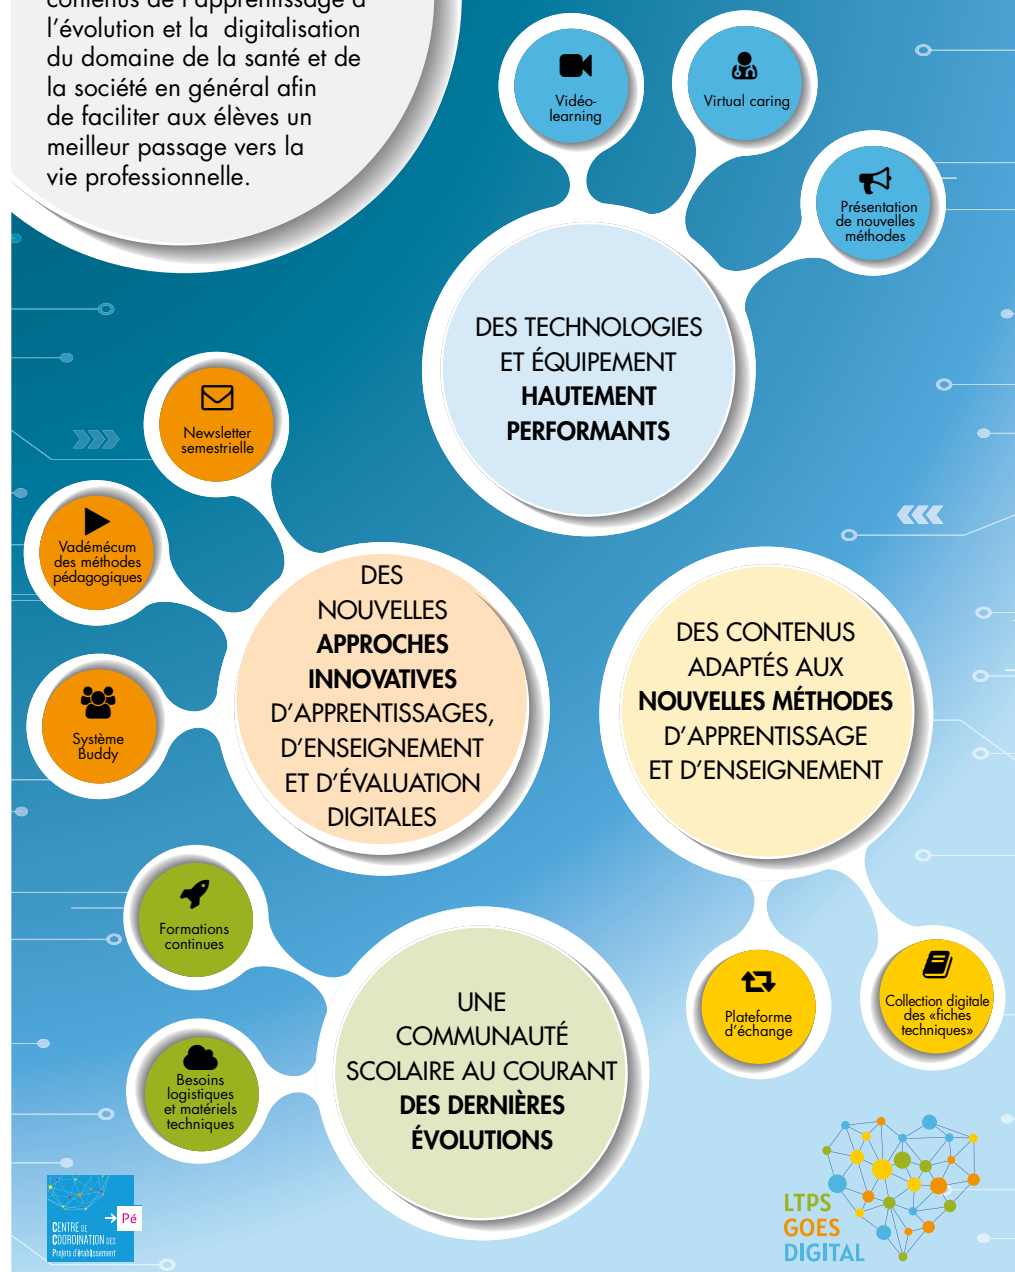 contenus de l'apprentissage à
l'évolution et la digitalisation
du domaine de la santé et de
la société en général afin
de faciliter aux élèves un
meilleur passage vers la
vie professionnelle.
Vidéo-
learning
Virtual caring
Présentation
de nouvelles
méthodes
DES TECHNOLOGIES
ET ÉQUIPEMENT
HAUTEMENT
PERFORMANTS
Newsletter
semestrielle
Vadémécum
des méthodes
pédagogiques
Système
Buddy
DES
NOUVELLES
APPROCHES
INNOVATIVES
D'APPRENTISSAGES,
D'ENSEIGNEMENT
ET D'ÉVALUATION
DIGITALES
DES CONTENUS
ADAPTÉS AUX
NOUVELLES MÉTHODES
D'APPRENTISSAGE
ET D'ENSEIGNEMENT
Plateforme
d'échange
Collection digitale
des «fiches
techniques»
Formations
continues
Besoins
logistiques
et matériels
techniques
UNE
COMMUNAUTÉ
SCOLAIRE AU COURANT
DES DERNIÈRES
ÉVOLUTIONS
CENTRE DE
COORDINATION DES
Projets d'établissement
Pé
LTPS
GOES
DIGITAL